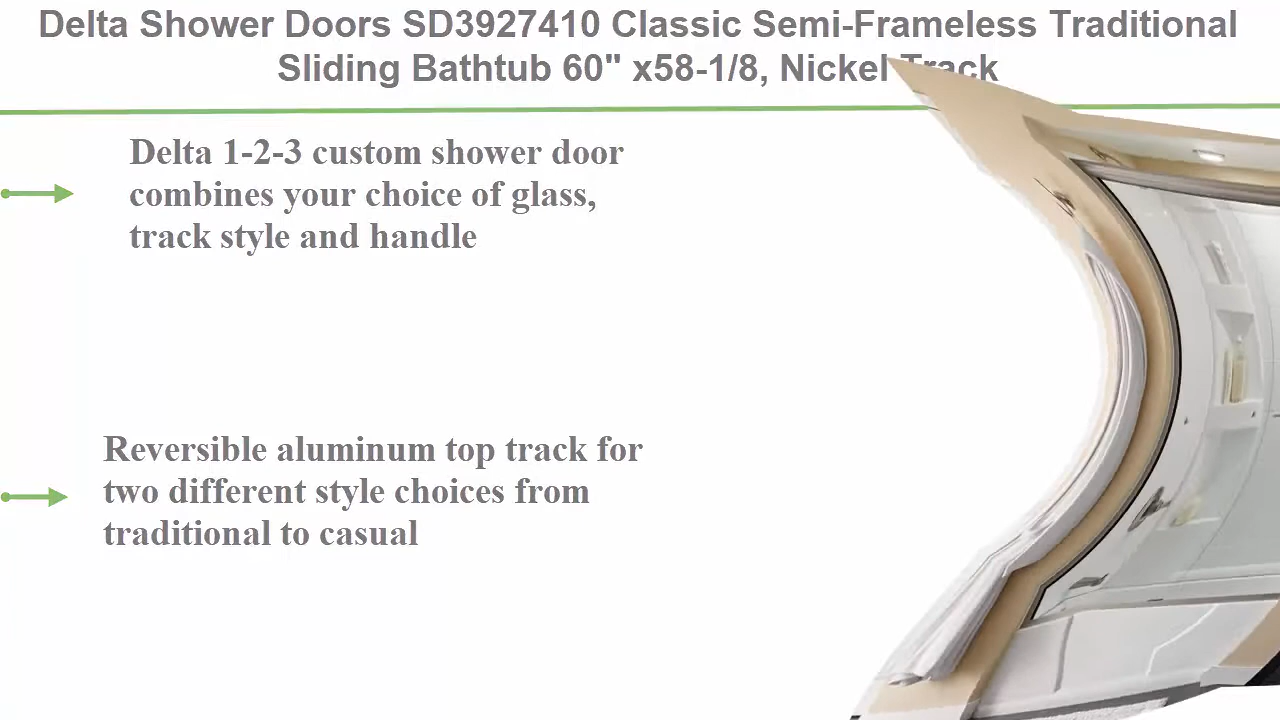 Delta Shower Doors SD3927410 Classic Semi-Frameless Traditional
Sliding Bathtub 60" x58-1/8, Nickel Track
Delta 1-2-3 custom shower door
combines your choice of glass,
track style and handle
Reversible aluminum top track for
two different style choices from
traditional to casual